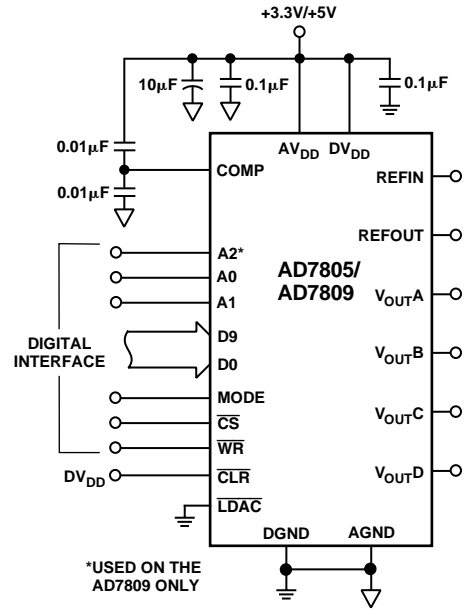 +3.3V/+5V
10μF
0.1μF
0.1μF
0.01μF
0.01μF
AVDD DVDD
COMP
REFIN
REFOUT
A2*
A0
A1
AD7805/
AD7809
VOUTA
DIGITAL
INTERFACE
D9
D0
VOUTB
MODE
CS
WR
VOUTC
DVDD
CLR
VOUTD
LDAC
DGND AGND
*USED ON THE
AD7809 ONLY